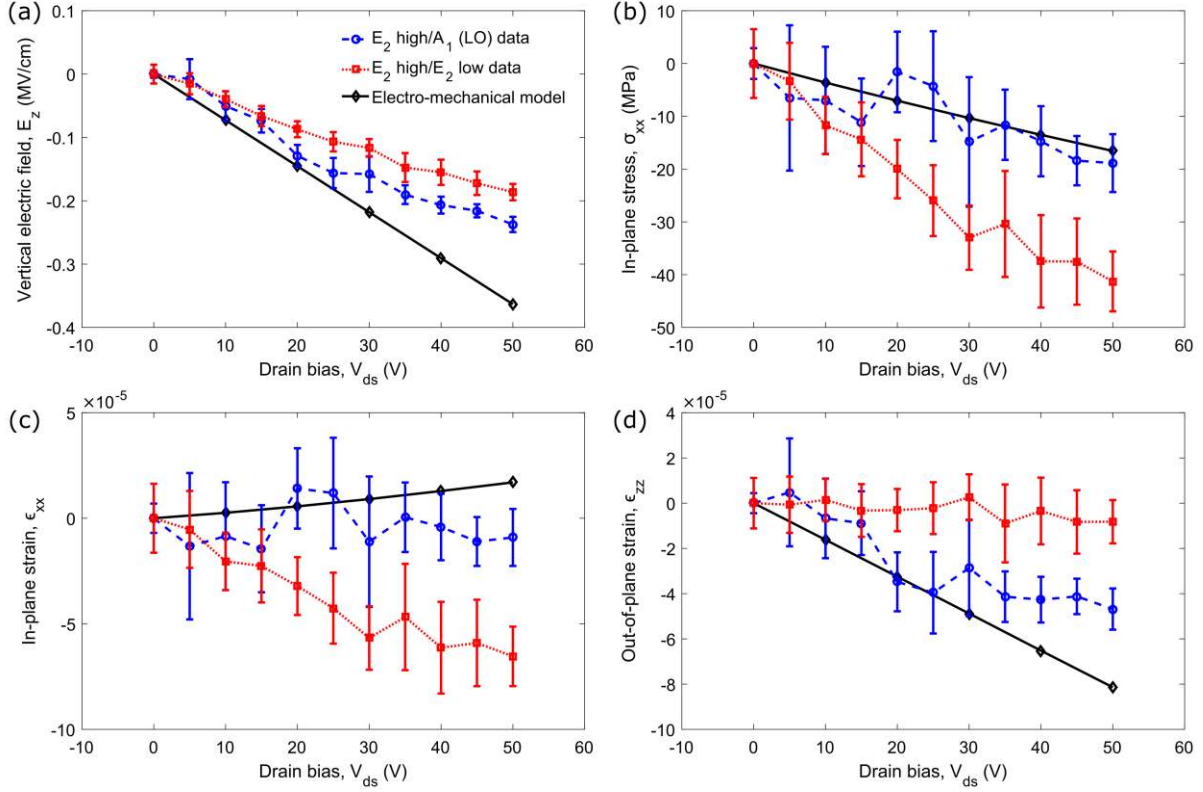 (a)
0.1
0
-0.1
-0.2
-0.3
-0.4
Vertical electric field, E_z (MV/cm)
E_2 high/A_1 (LO) data
E_2 high/E_2 low data
Electro-mechanical model
-10 0 10 20 30 40 50 60
Drain bias, V_ds (V)
(b)
10
0
-10
-20
-30
-40
-50
In-plane stress, σ_xx (MPa)
-10 0 10 20 30 40 50 60
Drain bias, V_ds (V)
(c)
×10^-5
5
0
-5
-10
In-plane strain, ϵ_xx
-10 0 10 20 30 40 50 60
Drain bias, V_ds (V)
(d)
×10^-5
4
2
0
-2
-4
-6
-8
-10
Out-of-plane strain, ϵ_zz
-10 0 10 20 30 40 50 60
Drain bias, V_ds (V)